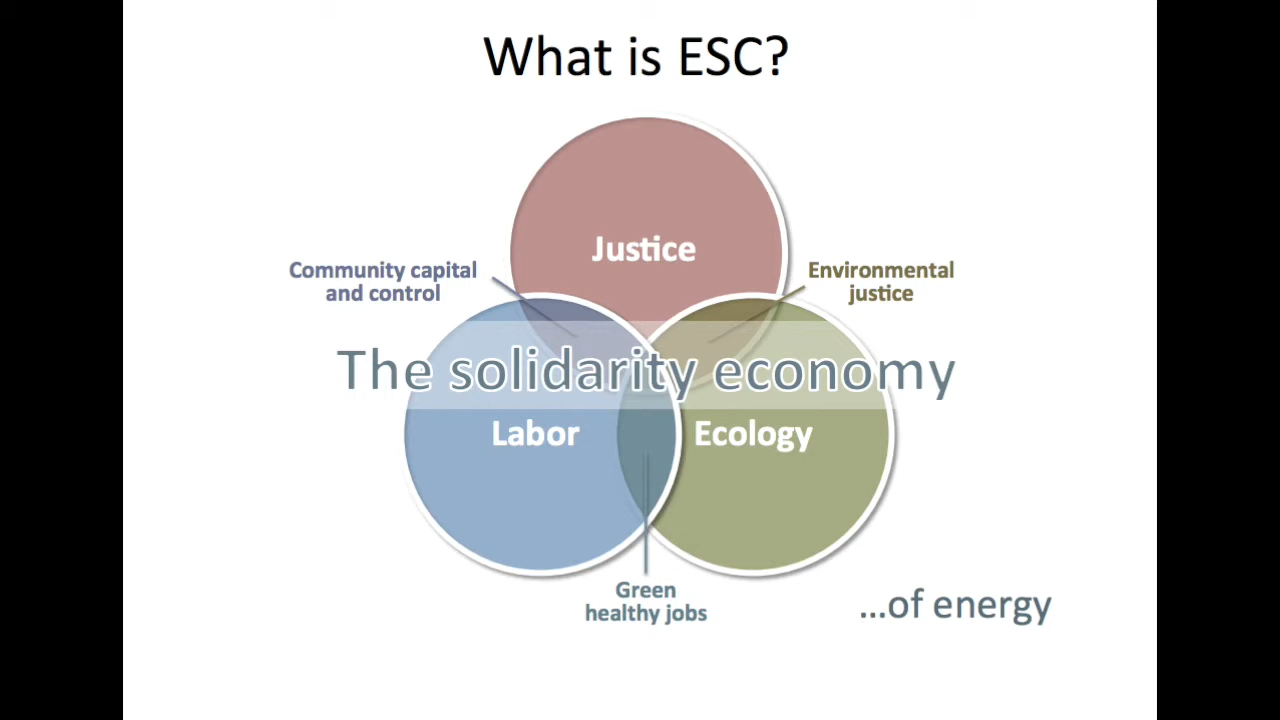 What is ESC?
Justice
Community capital
and control
Environmental
justice
The solidarity economy
Labor
Ecology
Green
healthy jobs
...of energy